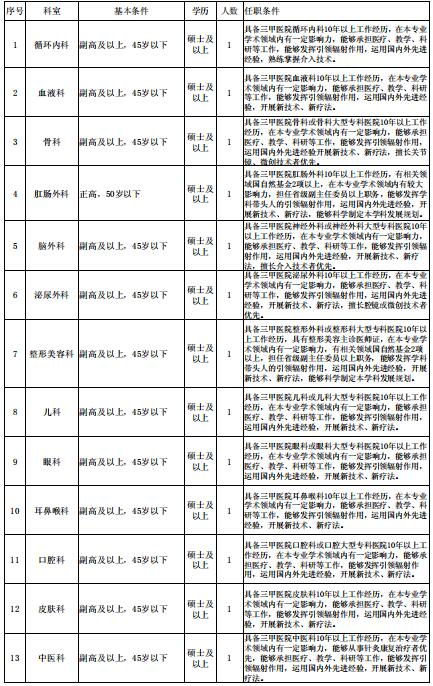 序号 科室 基本条件 学历 人数 任职条件
1 循环内科 副高及以上，45岁以下 硕士及以上 1 具备三甲医院循环内科10年以上工作经历，在本专业
学术领域内有一定影响力，能够承担医疗、教学、科
研等工作，能够发挥引领辐射作用，运用国内外先进
经验，熟练掌握介入技术。
2 血液科 副高及以上，45岁以下 硕士及以上 1 具备三甲医院血液科10年以上工作经历，在本专业学
术领域内有一定影响力，能够承担医疗、教学、科研
等工作，能够发挥引领辐射作用，运用国内外先进经
验，开展新技术、新疗法。
3 骨科 副高及以上，45岁以下 硕士及以上 1 具备三甲医院骨科或骨科大型专科医院10年以上工作
经历，在本专业学术领域内有一定影响力，能够承担
医疗、教学、科研等工作，能够发挥引领辐射作用，
运用国内外先进经验开展新技术、新疗法，擅长关节
镜、微创技术者优先。
4 肛肠外科 正高，50岁以下 硕士及以上 1 具备三甲医院肛肠外科10年以上工作经历，有相关领
域国自然基金2项以上，在本专业学术领域内有较大
影响力，担任省级副主任委员以上职务，能够发挥学
科带头人的引领辐射作用，运用国内外先进经验，开
展新技术、新疗法，能够科学制定本学科发展规划。
5 脑外科 副高及以上，45岁以下 硕士及以上 1 具备三甲医院神经外科或神经外科大型专科医院10年
以上工作经历，在本专业学术领域内有一定影响力，
能够承担医疗、教学、科研等工作，能够发挥引领辐
射作用，运用国内外先进经验，开展新技术、新疗
法，擅长介入技术者优先。
6 泌尿外科 副高及以上，45岁以下 硕士及以上 1 具备三甲医院泌尿外科10年以上工作经历，在本专业
学术领域内有一定影响力，能够承担医疗、教学、科
研等工作，能够发挥引领辐射作用，运用国内外先进
经验，开展新技术、新疗法，擅长腔镜或微创技术者
优先。
7 整形美容科 副高及以上，45岁以下 硕士及以上 1 具备三甲医院整形外科或整形科大型专科医院10年以
上工作经历，具有整形美容主诊医师证，在本专业学
术领域内有一定影响力，有相关领域国自然基金2项
以上，担任省级副主任委员以上职务，能够发挥学科
带头人的引领辐射作用，运用国内外先进经验，开展
新技术、新疗法，能够科学制定本学科发展规划。
8 儿科 副高及以上，45岁以下 硕士及以上 1 具备三甲医院儿科或儿科大型专科医院10年以上工作
经历，在本专业学术领域内有一定影响力，能够承担
医疗、教学、科研等工作，能够发挥引领辐射作用，
运用国内外先进经验，开展新技术、新疗法。
9 眼科 副高及以上，45岁以下 硕士及以上 1 具备三甲医院眼科或眼科大型专科医院10年以上工作
经历，在本专业学术领域内有一定影响力，能够承担
医疗、教学、科研等工作，能够发挥引领辐射作用，
运用国内外先进经验，开展新技术、新疗法。
10 耳鼻喉科 副高及以上，45岁以下 硕士及以上 1 具备三甲医院耳鼻喉科10年以上工作经历，在本专业
学术领域内有一定影响力，能够承担医疗、教学、科
研等工作，能够发挥引领辐射作用，运用国内外先进
经验，开展新技术、新疗法。
11 口腔科 副高及以上，45岁以下 硕士及以上 1 具备三甲医院口腔科或口腔大型专科医院10年以上工
作经历，在本专业学术领域内有一定影响力，能够承
担医疗、教学、科研等工作，能够发挥引领辐射作
用，运用国内外先进经验，开展新技术、新疗法。
12 皮肤科 副高及以上，45岁以下 硕士及以上 1 具备三甲医院皮肤科10年以上工作经历，在本专业学
术领域内有一定影响力，能够承担医疗、教学、科研
等工作，能够发挥引领辐射作用，运用国内外先进经
验，开展新技术、新疗法。
13 中医科 副高及以上，45岁以下 硕士及以上 1 具备三甲医院中医科10年以上工作经历，在本专业学
术领域内有一定影响力，能够从事针灸康复治疗者优
先，能够承担医疗、教学、科研等工作，能够发挥引
领辐射作用，运用国内外先进经验，开展新技术、新
疗法。